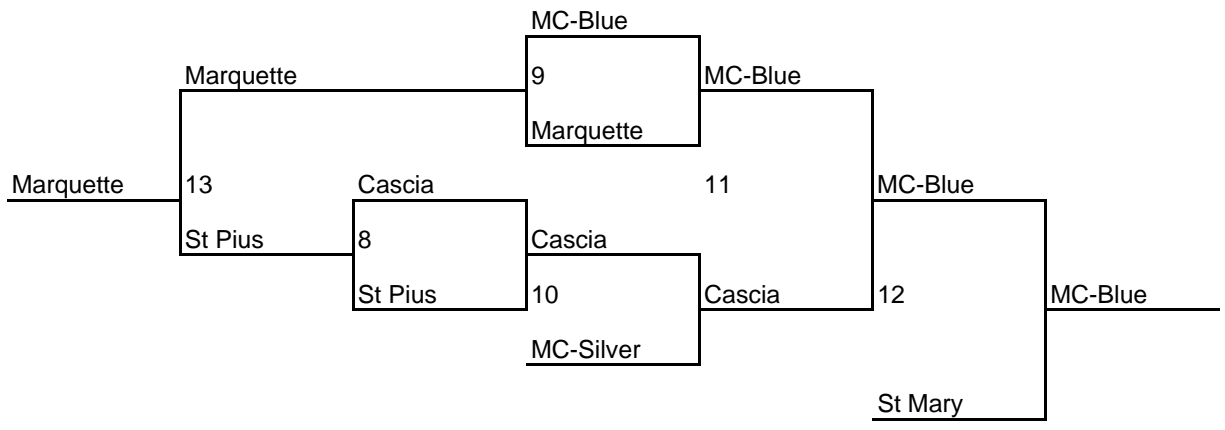 MC-Blue
Marquette 9 MC-Blue
Marquette
Marquette 13 Cascia 11 MC-Blue
St Pius 8 Cascia
St Pius 10 Cascia 12 MC-Blue
MC-Silver
St Mary